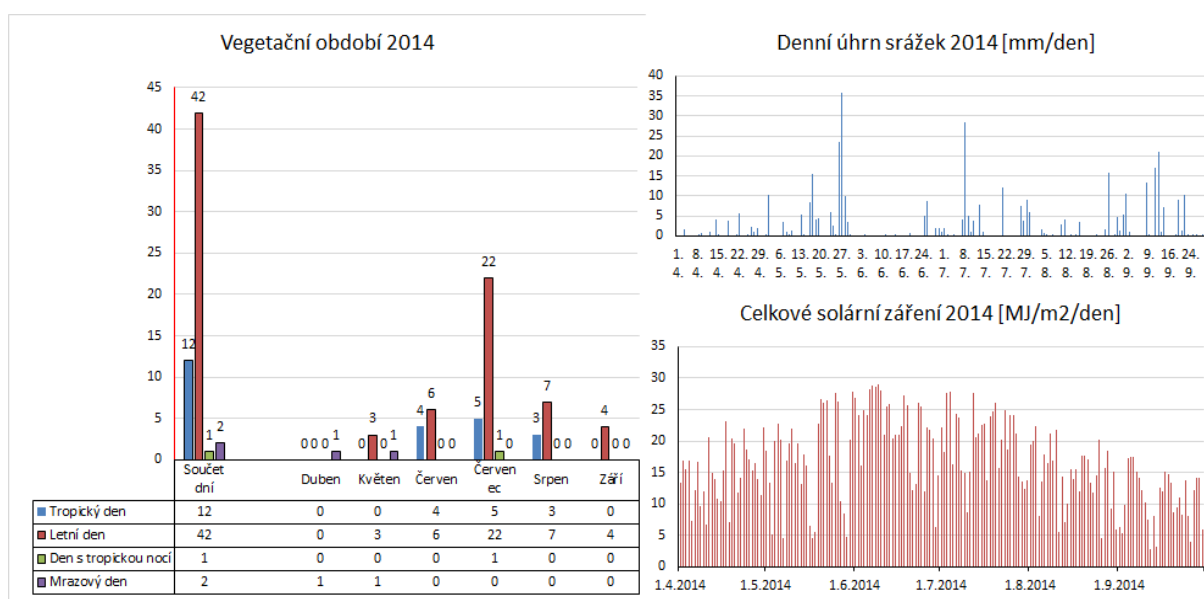 Vegetační období 2014
45
40
35
30
25
20
15
10
5
0
12 42 1 2
0 0 0 1
0 3 0 1
4 6 0 0
5 22 1 0
3 7 0 0
0 4 0 0
Součet dní Duben Květen Červen Červenec Srpen Září
Tropický den 12 0 0 4 5 3 0
Letní den 42 0 3 6 22 7 4
Den s tropickou nocí 1 0 0 0 1 0 0
Mrazový den 2 1 1 0 0 0 0
Denní úhrn srážek 2014 [mm/den]
40
35
30
25
20
15
10
5
0
1. 8. 15. 22. 29. 6. 13. 20. 27. 3. 10. 17. 24. 1. 8. 15. 22. 29. 5. 12. 19. 26. 2. 9. 16. 24.
4. 4. 4. 4. 4. 5. 5. 5. 5. 6. 6. 6. 6. 7. 7. 7. 7. 7. 8. 8. 8. 8. 9. 9. 9. 9.
Celkové solární záření 2014 [MJ/m2/den]
35
30
25
20
15
10
5
0
1.4.2014 1.5.2014 1.6.2014 1.7.2014 1.8.2014 1.9.2014